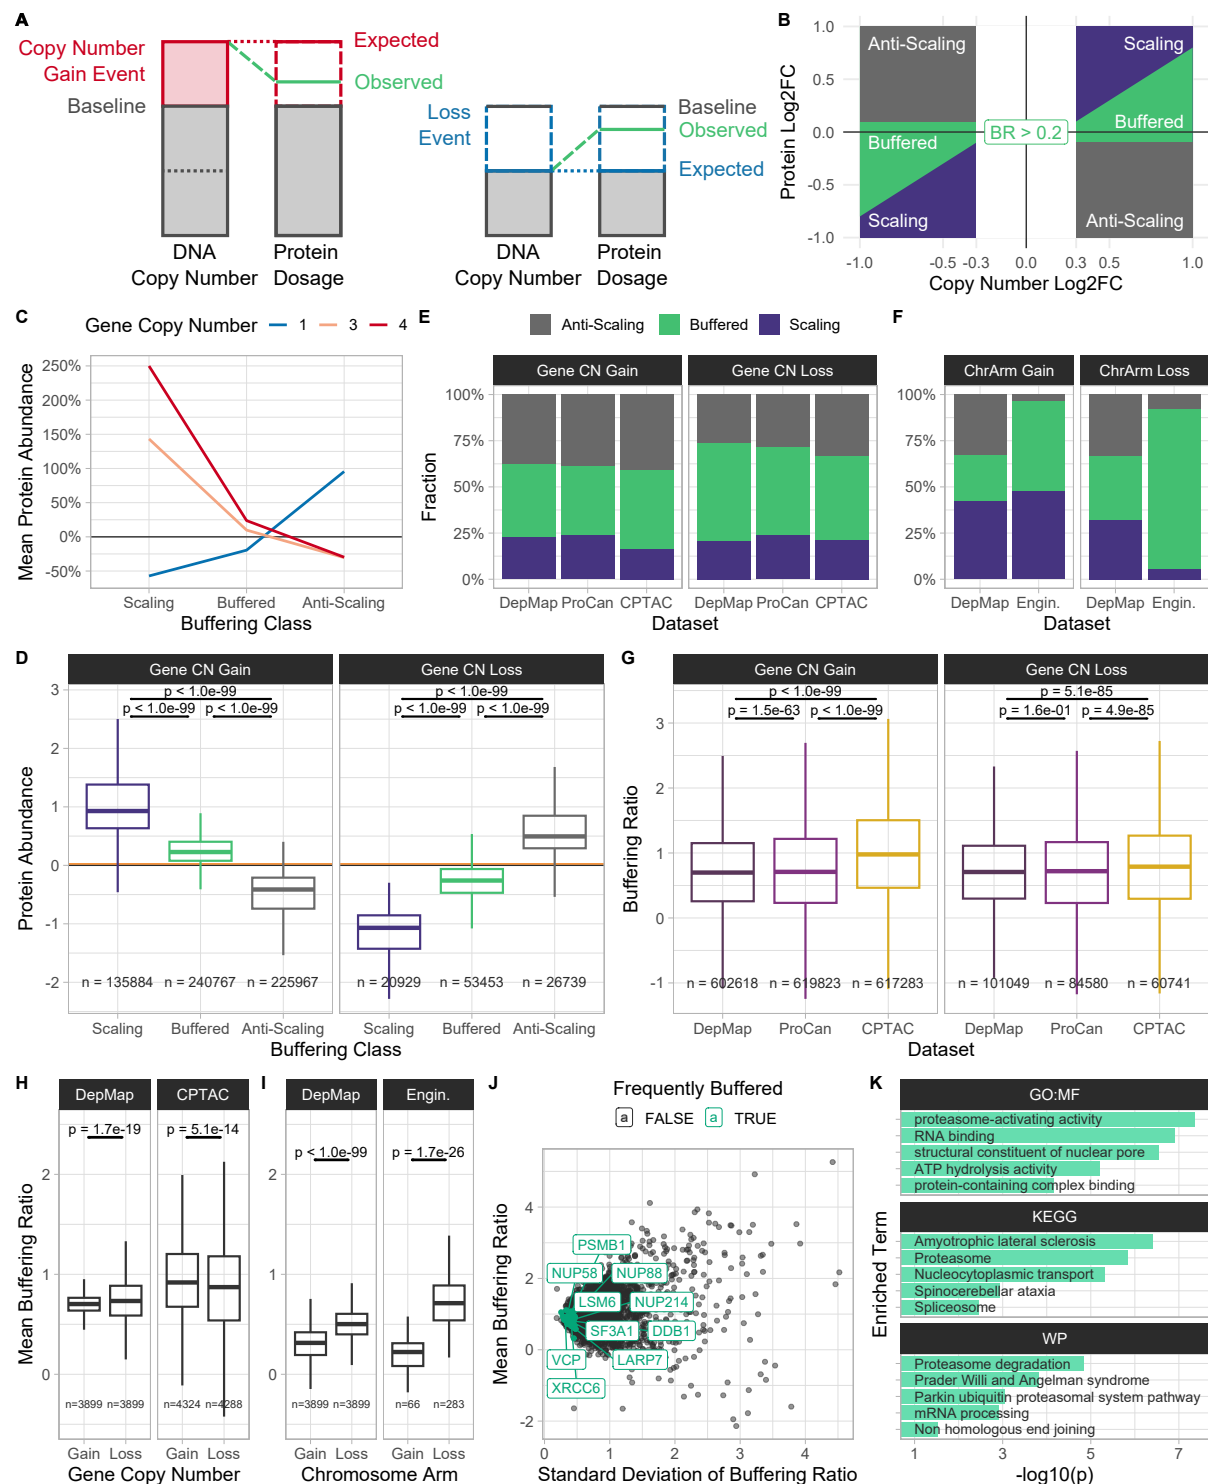 A
Copy Number
Gain Event
Baseline
Expected
Observed
Loss
Event
Baseline
Observed
Expected
DNA
Copy Number
Protein
Dosage
DNA
Copy Number
Protein
Dosage
B
Protein Log2FC
1.0
0.5
0.0
-0.5
-1.0
Anti-Scaling
Scaling
Buffered
BR > 0.2
Buffered
Scaling
Anti-Scaling
-1.0 -0.5 -0.3 0.0 0.3 0.5 1.0
Copy Number Log2FC
C
Gene Copy Number 1 3 4
Mean Protein Abundance
250%
200%
150%
100%
50%
0%
-50%
Scaling Buffered Anti-Scaling
Buffering Class
E
Anti-Scaling Buffered Scaling
Gene CN Gain Gene CN Loss
Fraction
100%
75%
50%
25%
0%
DepMap ProCan CPTAC DepMap ProCan CPTAC
Dataset
F
ChrArm Gain ChrArm Loss
100%
75%
50%
25%
0%
DepMap Engin. DepMap Engin.
Dataset
D
Gene CN Gain Gene CN Loss
Protein Abundance
3
2
1
0
-1
-2
p < 1.0e-99
p < 1.0e-99 p < 1.0e-99
p < 1.0e-99
p < 1.0e-99 p < 1.0e-99
n = 135884 n = 240767 n = 225967
n = 20929 n = 53453 n = 26739
Scaling Buffered Anti-Scaling Scaling Buffered Anti-Scaling
Buffering Class
G
Gene CN Gain Gene CN Loss
Buffering Ratio
3
2
1
0
-1
p < 1.0e-99
p = 1.5e-63 p < 1.0e-99
p = 5.1e-85
p = 1.6e-01 p = 4.9e-85
n = 602618 n = 619823 n = 617283
n = 101049 n = 84580 n = 60741
DepMap ProCan CPTAC DepMap ProCan CPTAC
Dataset
H
DepMap CPTAC
Mean Buffering Ratio
2
1
0
p = 1.7e-19 p = 5.1e-14
n=3899 n=3899 n=4324 n=4288
Gain Loss Gain Loss
Gene Copy Number
I
DepMap Engin.
2
1
0
p < 1.0e-99 p = 1.7e-26
n=3899 n=3899 n=66 n=283
Gain Loss Gain Loss
Chromosome Arm
J
Frequently Buffered
a FALSE a TRUE
Mean Buffering Ratio
4
2
0
-2
PSMB1
NUP58 NUP88
LSM6 NUP214
SF3A1 DDB1
VCP LARP7
XRCC6
0 1 2 3 4
Standard Deviation of Buffering Ratio
K
Enriched Term
GO:MF
proteasome-activating activity
RNA binding
structural constituent of nuclear pore
ATP hydrolysis activity
protein-containing complex binding
KEGG
Amyotrophic lateral sclerosis
Proteasome
Nucleocytoplasmic transport
Spinocerebellar ataxia
Spliceosome
WP
Proteasome degradation
Prader Willi and Angelman syndrome
Parkin ubiquitin proteasomal system pathway
mRNA processing
Non homologous end joining
1 3 5 7
-log10(p)